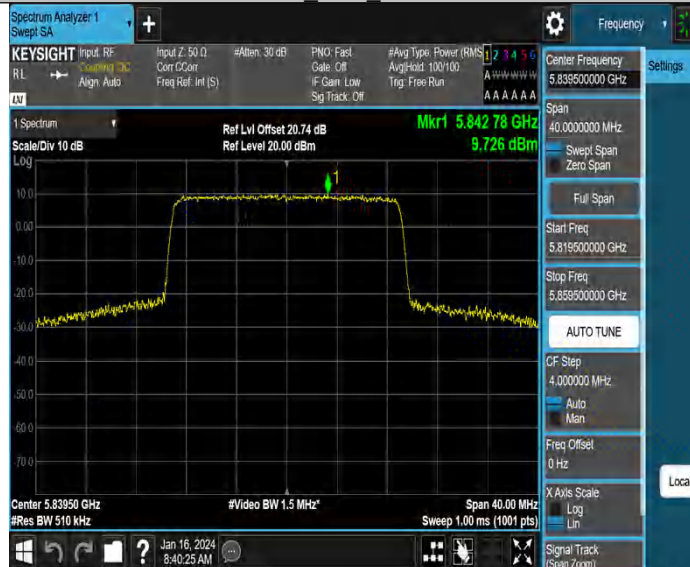 Spectrum Analyzer 1
Swept SA
Frequency
KEYSIGHT
RL
Input: RF
Coupling: DC
Align: Auto
Input Z: 50 Ω
Corr CCorr
Freq Ref: Int (S)
#Atten: 30 dB
PNO: Fast
Gate: Off
IF Gain: Low
Sig Track: Off
#Avg Type: Power (RMS
Avg|Hold: 100/100
Trig: Free Run
1 2 3 4 5 6
A W W W W W
A A A A A A
LXI
1 Spectrum
Scale/Div 10 dB
Log
Ref Lvl Offset 20.74 dB
Ref Level 20.00 dBm
Mkr1 5.842 78 GHz
9.726 dBm
1
10.0
0.00
-10.0
-20.0
-30.0
-40.0
-50.0
-60.0
-70.0
Center 5.83950 GHz
#Res BW 510 kHz
#Video BW 1.5 MHz*
Span 40.00 MHz
Sweep 1.00 ms (1001 pts)
Center Frequency
5.839500000 GHz
Settings
Span
40.0000000 MHz
Swept Span
Zero Span
Full Span
Start Freq
5.819500000 GHz
Stop Freq
5.859500000 GHz
AUTO TUNE
CF Step
4.000000 MHz
Auto
Man
Freq Offset
0 Hz
X Axis Scale
Log
Lin
Loca
Signal Track
(Span Zoom)
?
Jan 16, 2024
8:40:25 AM